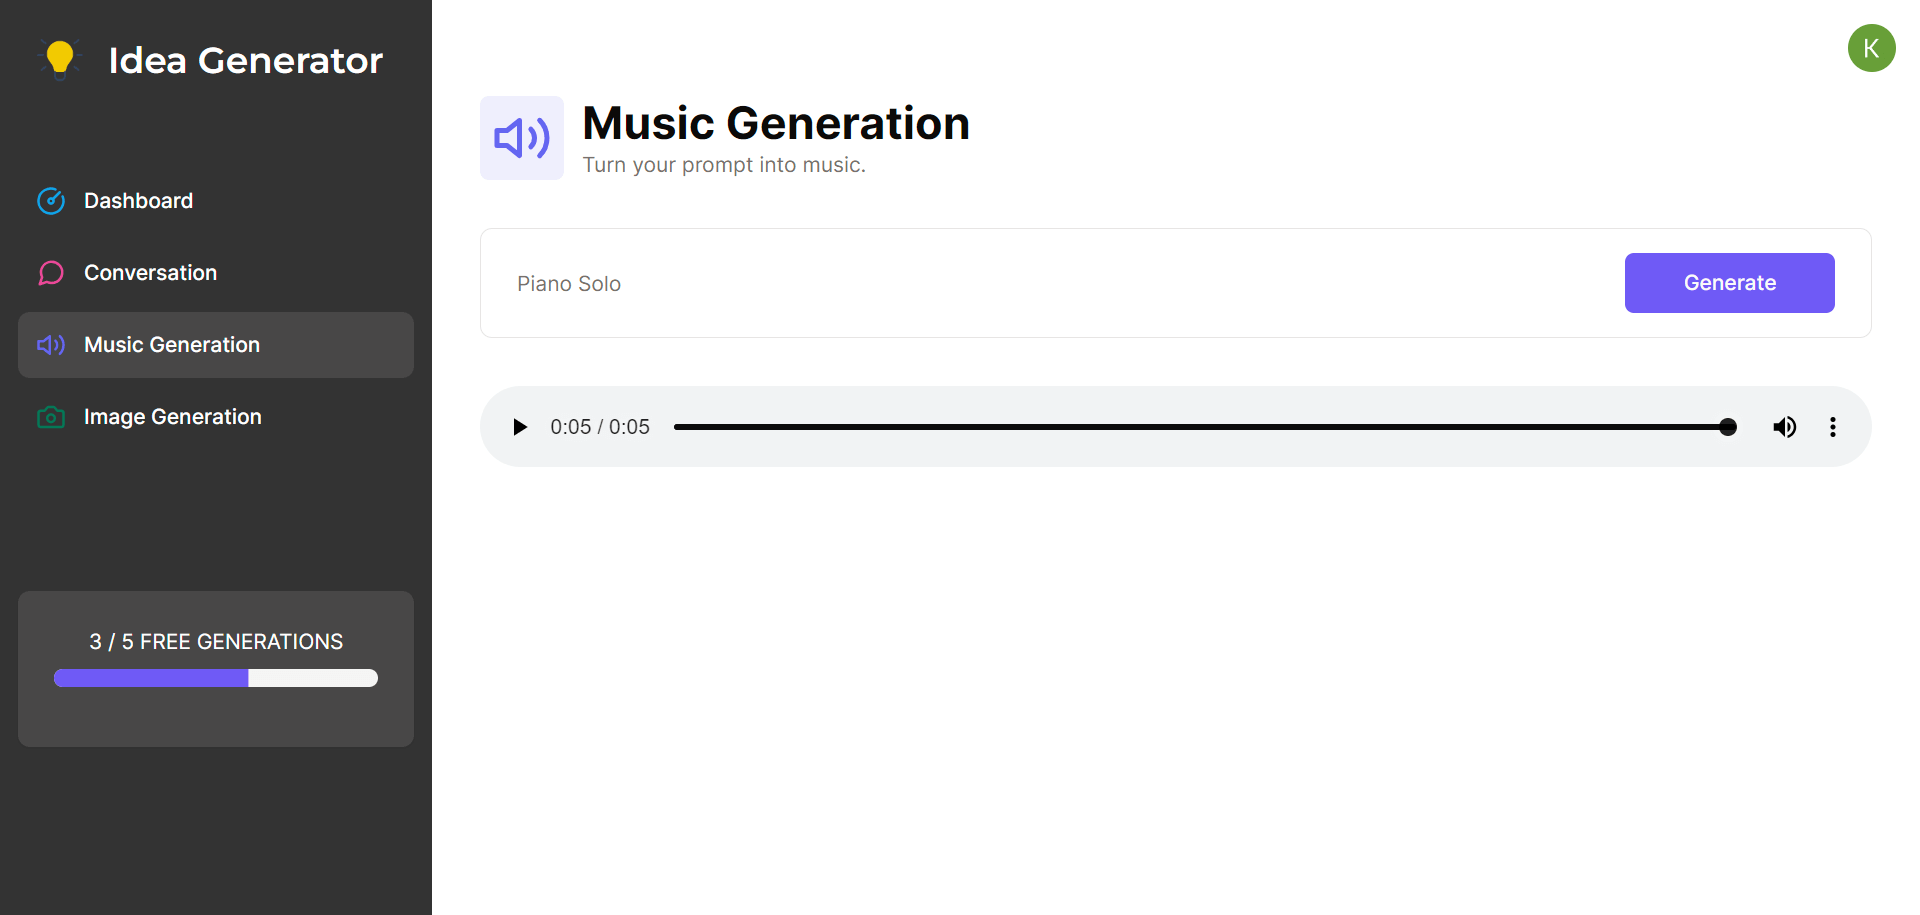 Idea Generator
Dashboard
Conversation
Music Generation
Image Generation
3 / 5 FREE GENERATIONS
K
Music Generation
Turn your prompt into music.
Piano Solo
Generate
0:05 / 0:05